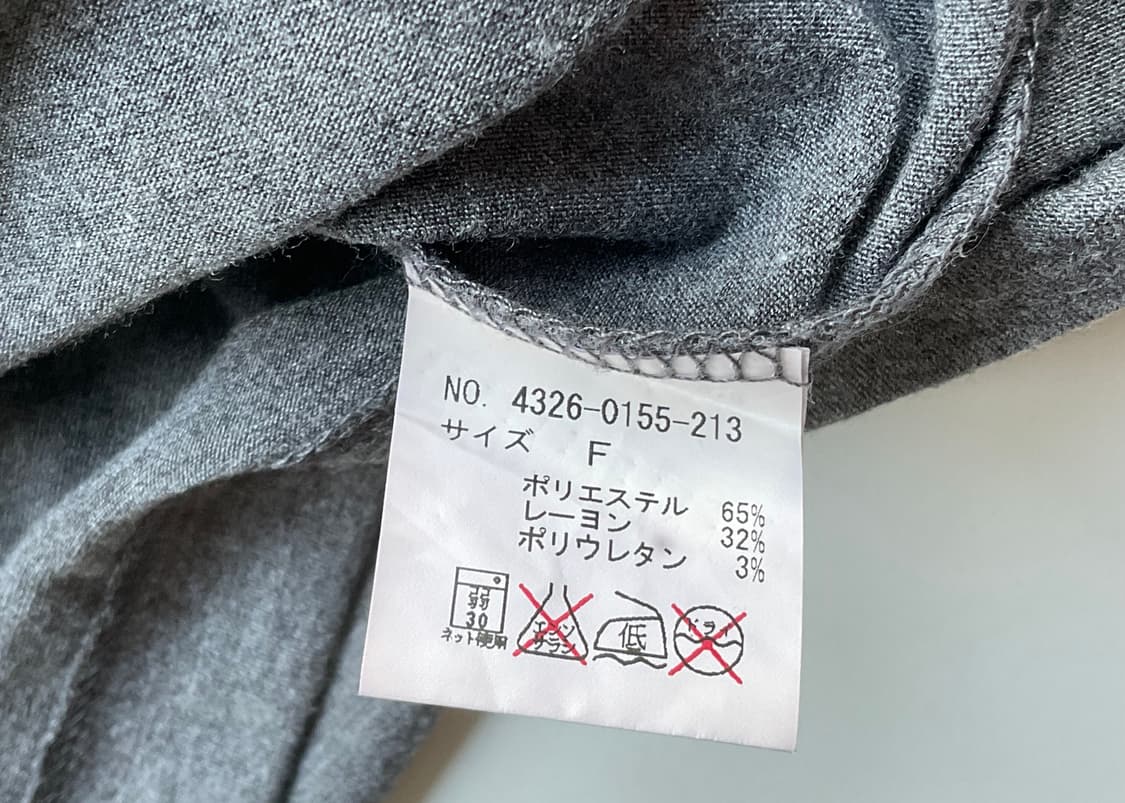 NO. 4326-0155-213
サイズ F
ポリエステル 65%
レーヨン 32%
ポリウレタン 3%
弱
30
ネット使用
エンソ
サラシ
低
ドライ